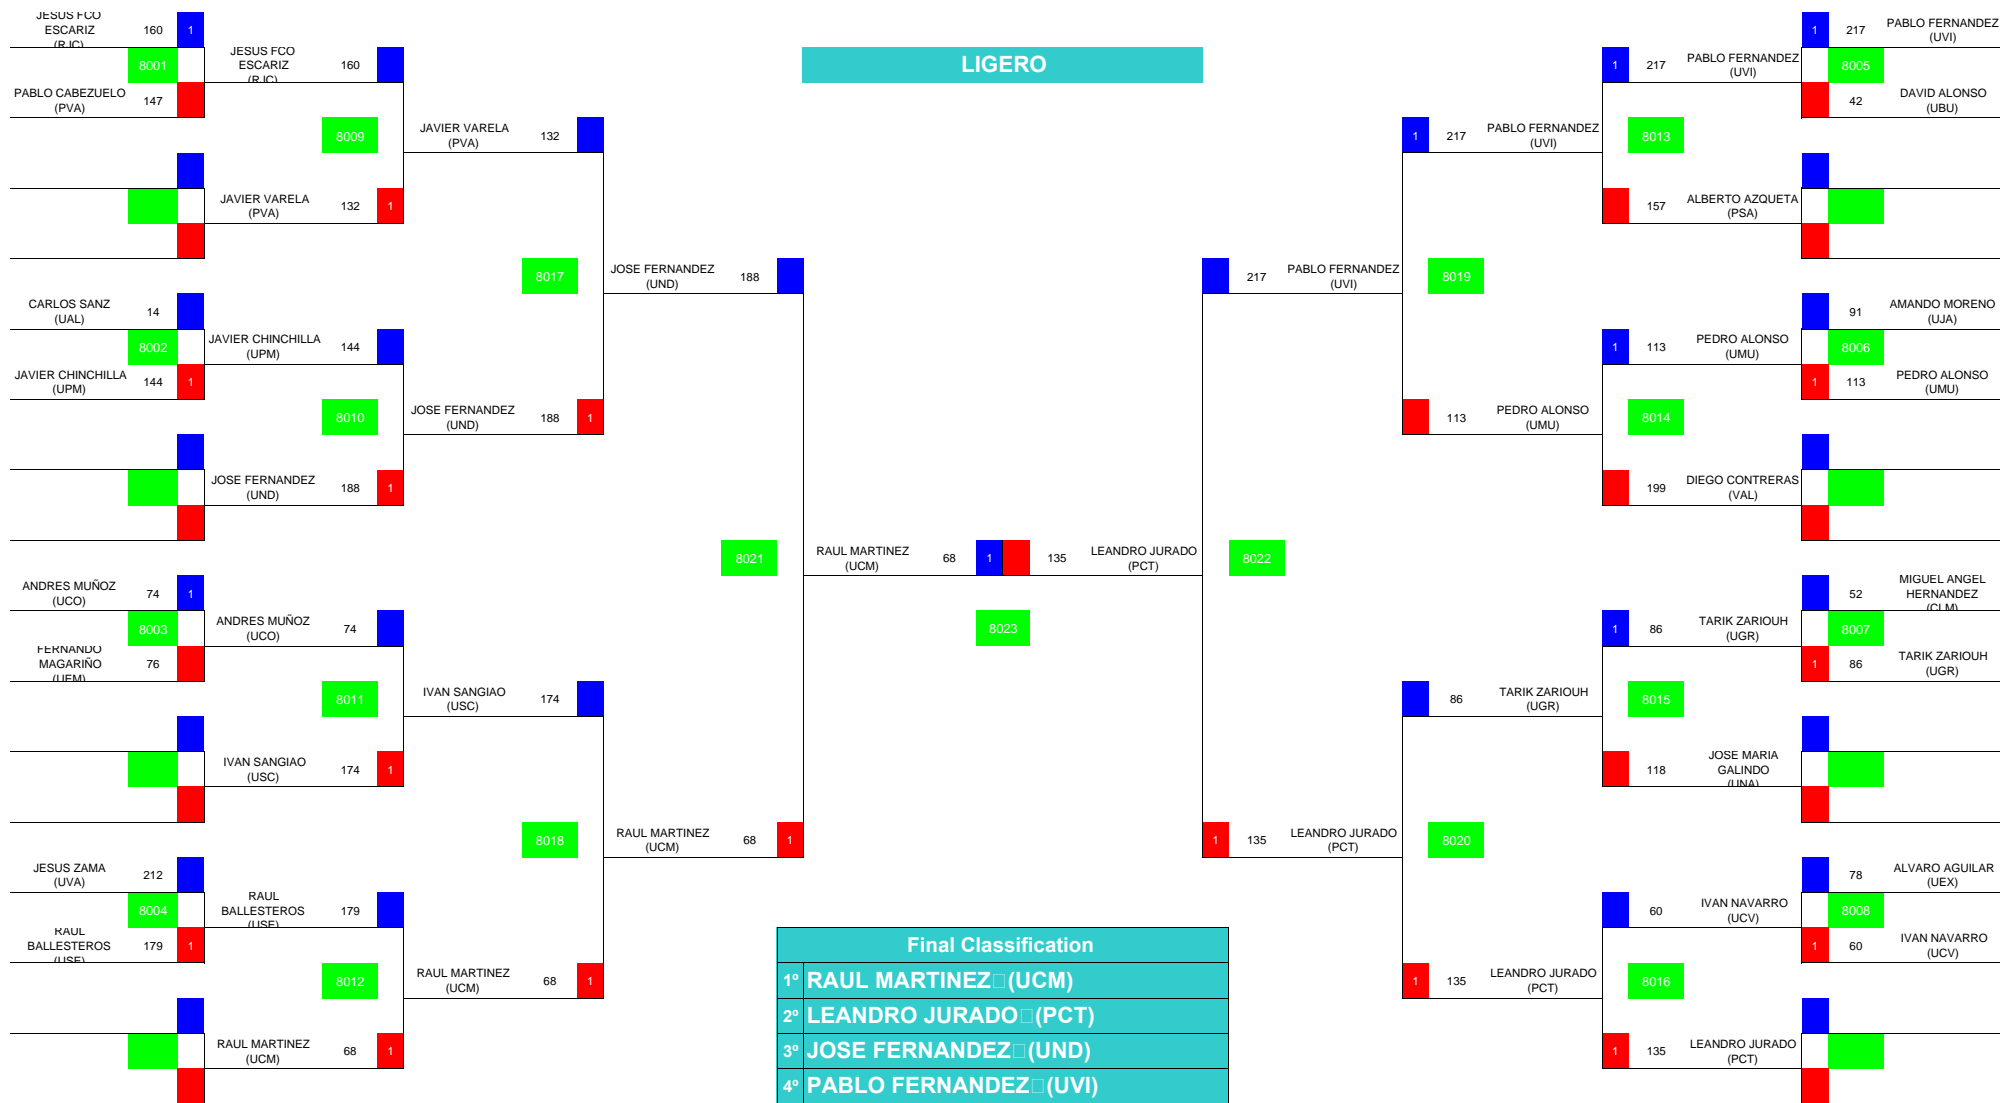 LIGERO
JESUS FCO
ESCARIZ
(RJC)
160
1
8001
PABLO CABEZUELO
(PVA)
147
CARLOS SANZ
(UAL)
14
8002
JAVIER CHINCHILLA
(UPM)
144
1
ANDRES MUÑOZ
(UCO)
74
1
8003
FERNANDO
MAGARIÑO
(UEM)
76
JESUS ZAMA
(UVA)
212
8004
RAUL
BALLESTEROS
(USE)
179
1
JESUS FCO
ESCARIZ
(RJC)
160
8009
JAVIER VARELA
(PVA)
132
1
JAVIER CHINCHILLA
(UPM)
144
8010
JOSE FERNANDEZ
(UND)
188
1
ANDRES MUÑOZ
(UCO)
74
8011
IVAN SANGIAO
(USC)
174
1
RAUL
BALLESTEROS
(USE)
179
8012
RAUL MARTINEZ
(UCM)
68
1
JAVIER VARELA
(PVA)
132
8017
JOSE FERNANDEZ
(UND)
188
1
IVAN SANGIAO
(USC)
174
8018
RAUL MARTINEZ
(UCM)
68
1
JOSE FERNANDEZ
(UND)
188
8021
RAUL MARTINEZ
(UCM)
68
1
RAUL MARTINEZ
(UCM)
68
1
135
LEANDRO JURADO
(PCT)
8023
217
PABLO FERNANDEZ
(UVI)
8022
1
135
LEANDRO JURADO
(PCT)
1
217
PABLO FERNANDEZ
(UVI)
8019
113
PEDRO ALONSO
(UMU)
86
TARIK ZARIOUH
(UGR)
8020
1
135
LEANDRO JURADO
(PCT)
1
217
PABLO FERNANDEZ
(UVI)
8013
157
ALBERTO AZQUETA
(PSA)
1
113
PEDRO ALONSO
(UMU)
8014
199
DIEGO CONTRERAS
(VAL)
1
86
TARIK ZARIOUH
(UGR)
8015
118
JOSE MARIA
GALINDO
(UNA)
60
IVAN NAVARRO
(UCV)
8016
1
135
LEANDRO JURADO
(PCT)
1
217
PABLO FERNANDEZ
(UVI)
8005
42
DAVID ALONSO
(UBU)
91
AMANDO MORENO
(UJA)
8006
1
113
PEDRO ALONSO
(UMU)
52
MIGUEL ANGEL
HERNANDEZ
(CLM)
8007
1
86
TARIK ZARIOUH
(UGR)
78
ALVARO AGUILAR
(UEX)
8008
1
60
IVAN NAVARRO
(UCV)
Final Classification
1º RAUL MARTINEZ (UCM)
2º LEANDRO JURADO (PCT)
3º JOSE FERNANDEZ (UND)
4º PABLO FERNANDEZ (UVI)